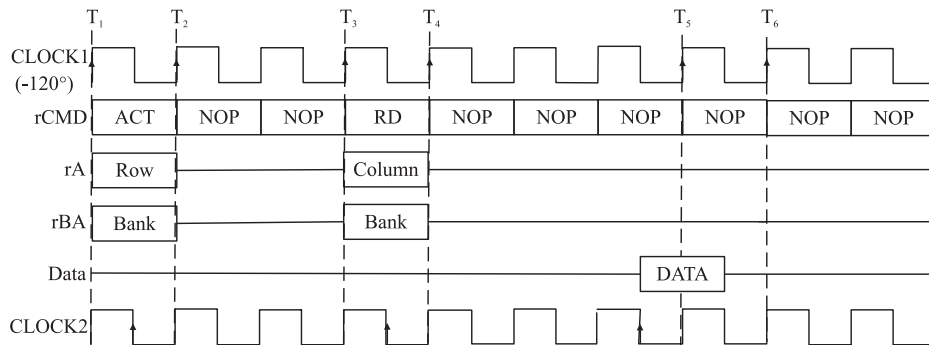 T1 T2 T3 T4 T5 T6
CLOCK1
(-120°)
rCMD ACT NOP NOP RD NOP NOP NOP NOP NOP NOP
rA Row Column
rBA Bank Bank
Data DATA
CLOCK2